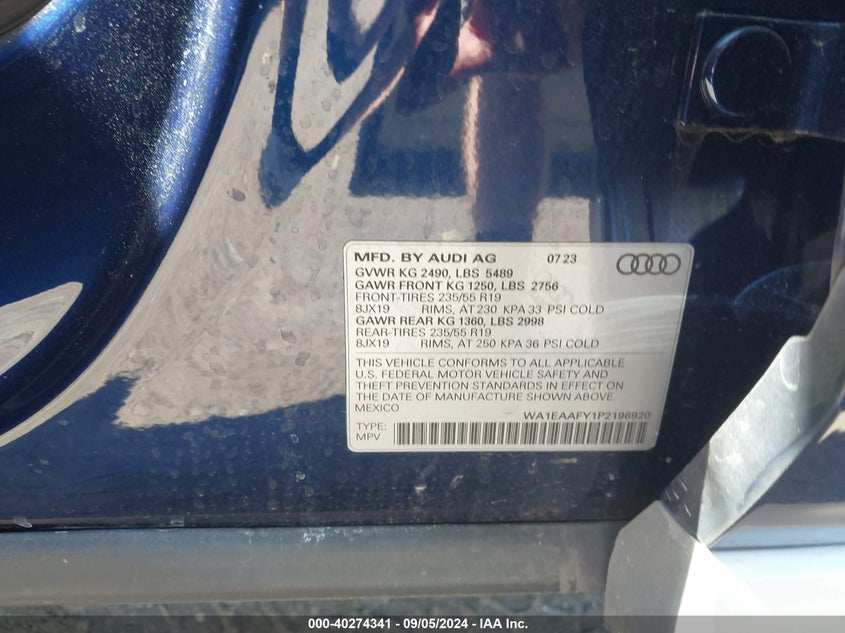 MFD. BY AUDI AG 07 23
GVWR KG 2490, LBS 5489
GAWR FRONT KG 1250, LBS 2756
FRONT-TIRES 235/55 R19
8JX19 RIMS, AT 230 KPA 33 PSI COLD
GAWR REAR KG 1360, LBS 2998
REAR-TIRES 235/55 R19
8JX19 RIMS, AT 250 KPA 36 PSI COLD
THIS VEHICLE CONFORMS TO ALL APPLICABLE
U.S. FEDERAL MOTOR VEHICLE SAFETY AND
THEFT PREVENTION STANDARDS IN EFFECT ON
THE DATE OF MANUFACTURE SHOWN ABOVE.
MEXICO
WA1EAAFY1P2196920
TYPE:
MPV
000-40274341 - 09/05/2024 - IAA Inc.